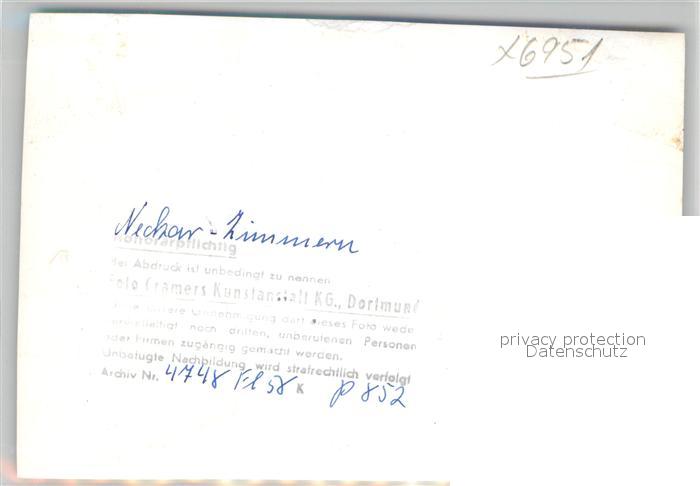 x6951
Neckar-Zimmern
Honorarpflichtig
Bei Abdruck ist unbedingt zu nennen
Foto Cramers Kunstanstalt KG., Dortmund
Ohne unsere Genehmigung darf dieses Foto weder
vervielfältigt noch dritten, unberufenen Personen
oder Firmen zugängig gemacht werden.
Unbefugte Nachbildung wird strafrechtlich verfolgt
Archiv Nr. 4748 Fl 58 K p 852
privacy protection
Datenschutz